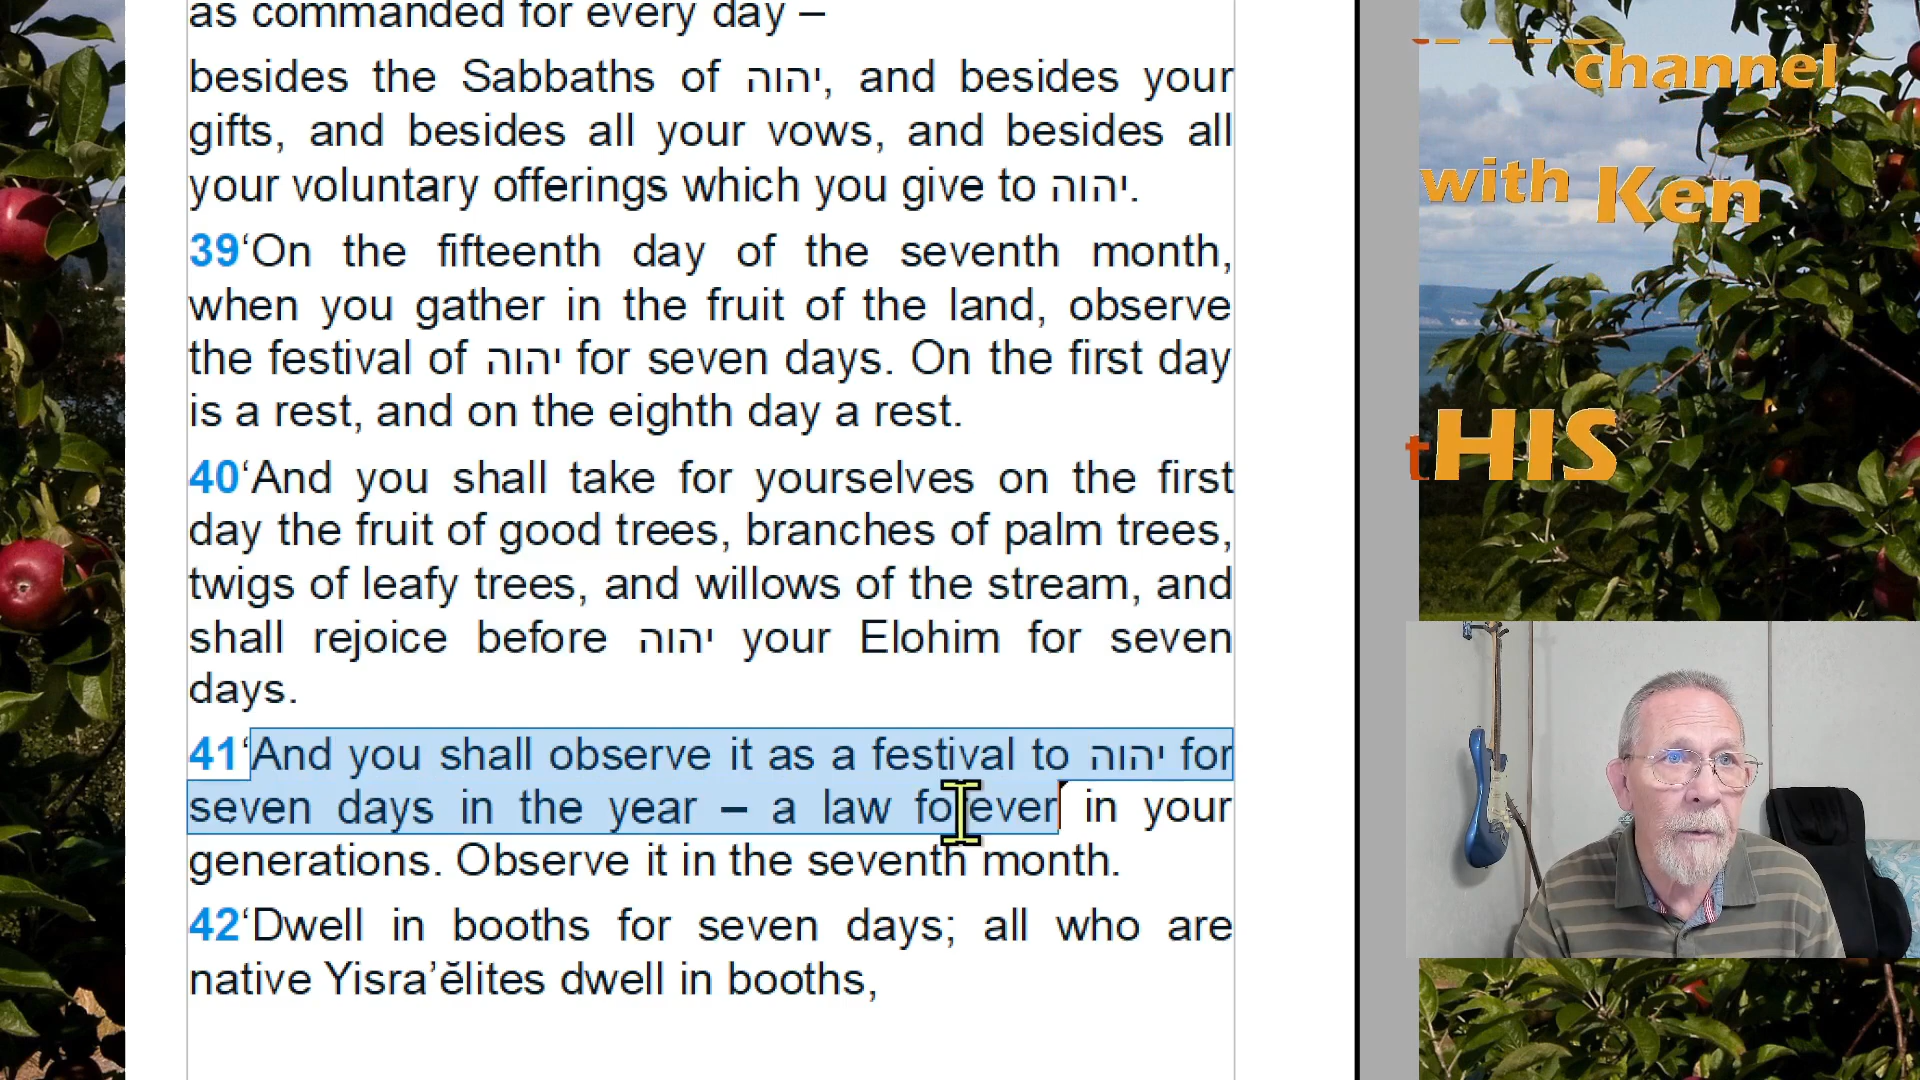 as commanded for every day –
besides the Sabbaths of יהוה, and besides your
gifts, and besides all your vows, and besides all
your voluntary offerings which you give to יהוה.
39‘On the fifteenth day of the seventh month,
when you gather in the fruit of the land, observe
the festival of יהוה for seven days. On the first day
is a rest, and on the eighth day a rest.
40‘And you shall take for yourselves on the first
day the fruit of good trees, branches of palm trees,
twigs of leafy trees, and willows of the stream, and
shall rejoice before יהוה your Elohim for seven
days.
41‘And you shall observe it as a festival to יהוה for
seven days in the year – a law forever in your
generations. Observe it in the seventh month.
42‘Dwell in booths for seven days; all who are
native Yisra’ĕlites dwell in booths,
channel
with Ken
tHIS